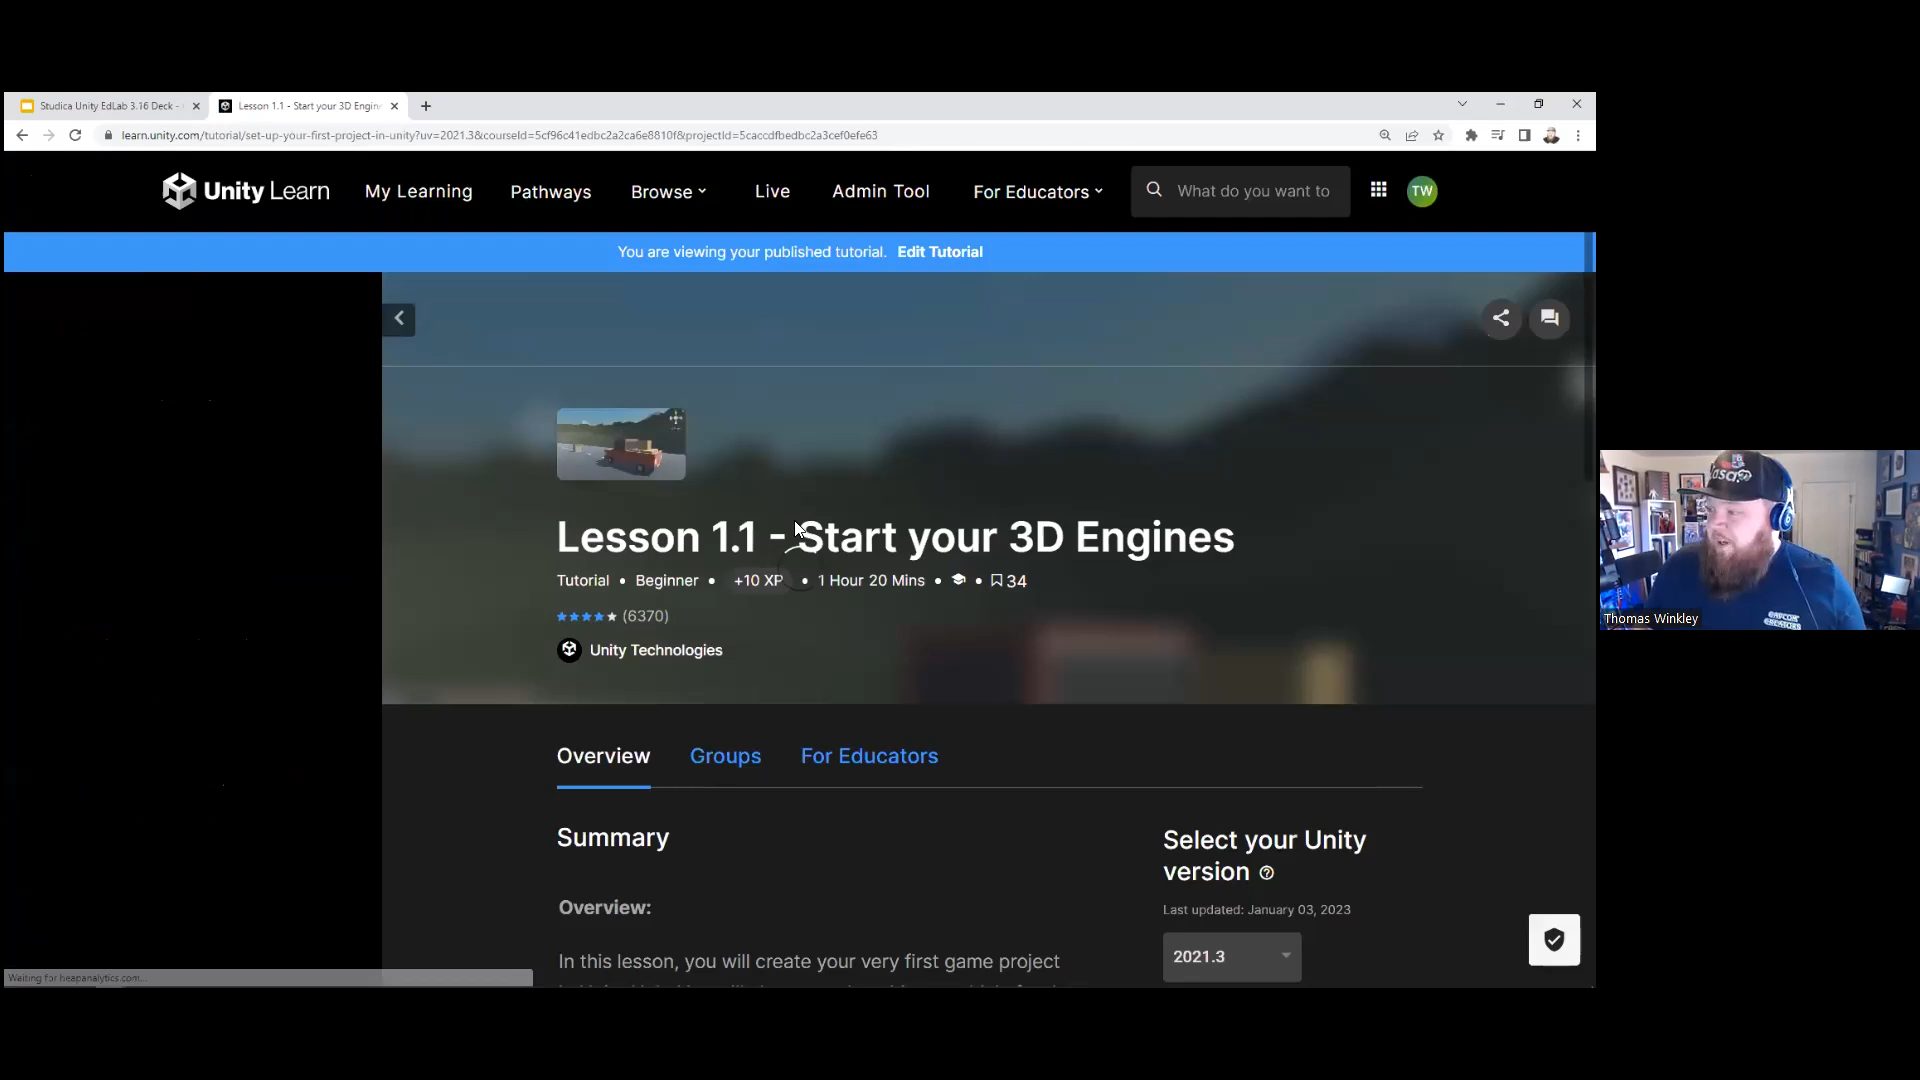 Studica Unity EdLab 3.16 Deck -
Lesson 1.1 - Start your 3D Engin
learn.unity.com/tutorial/set-up-your-first-project-in-unity?uv=2021.3&courseId=5cf96c41edbc2a2ca6e8810f&projectId=5caccdfbedbc2a3cef0efe63
Unity Learn
My Learning
Pathways
Browse
Live
Admin Tool
For Educators
What do you want to
TW
You are viewing your published tutorial. Edit Tutorial
Lesson 1.1 - Start your 3D Engines
Tutorial • Beginner • +10 XP • 1 Hour 20 Mins • • 34
(6370)
Unity Technologies
Overview
Groups
For Educators
Summary
Overview:
In this lesson, you will create your very first game project
Select your Unity
version
Last updated: January 03, 2023
2021.3
Waiting for heapanalytics.com...
Thomas Winkley